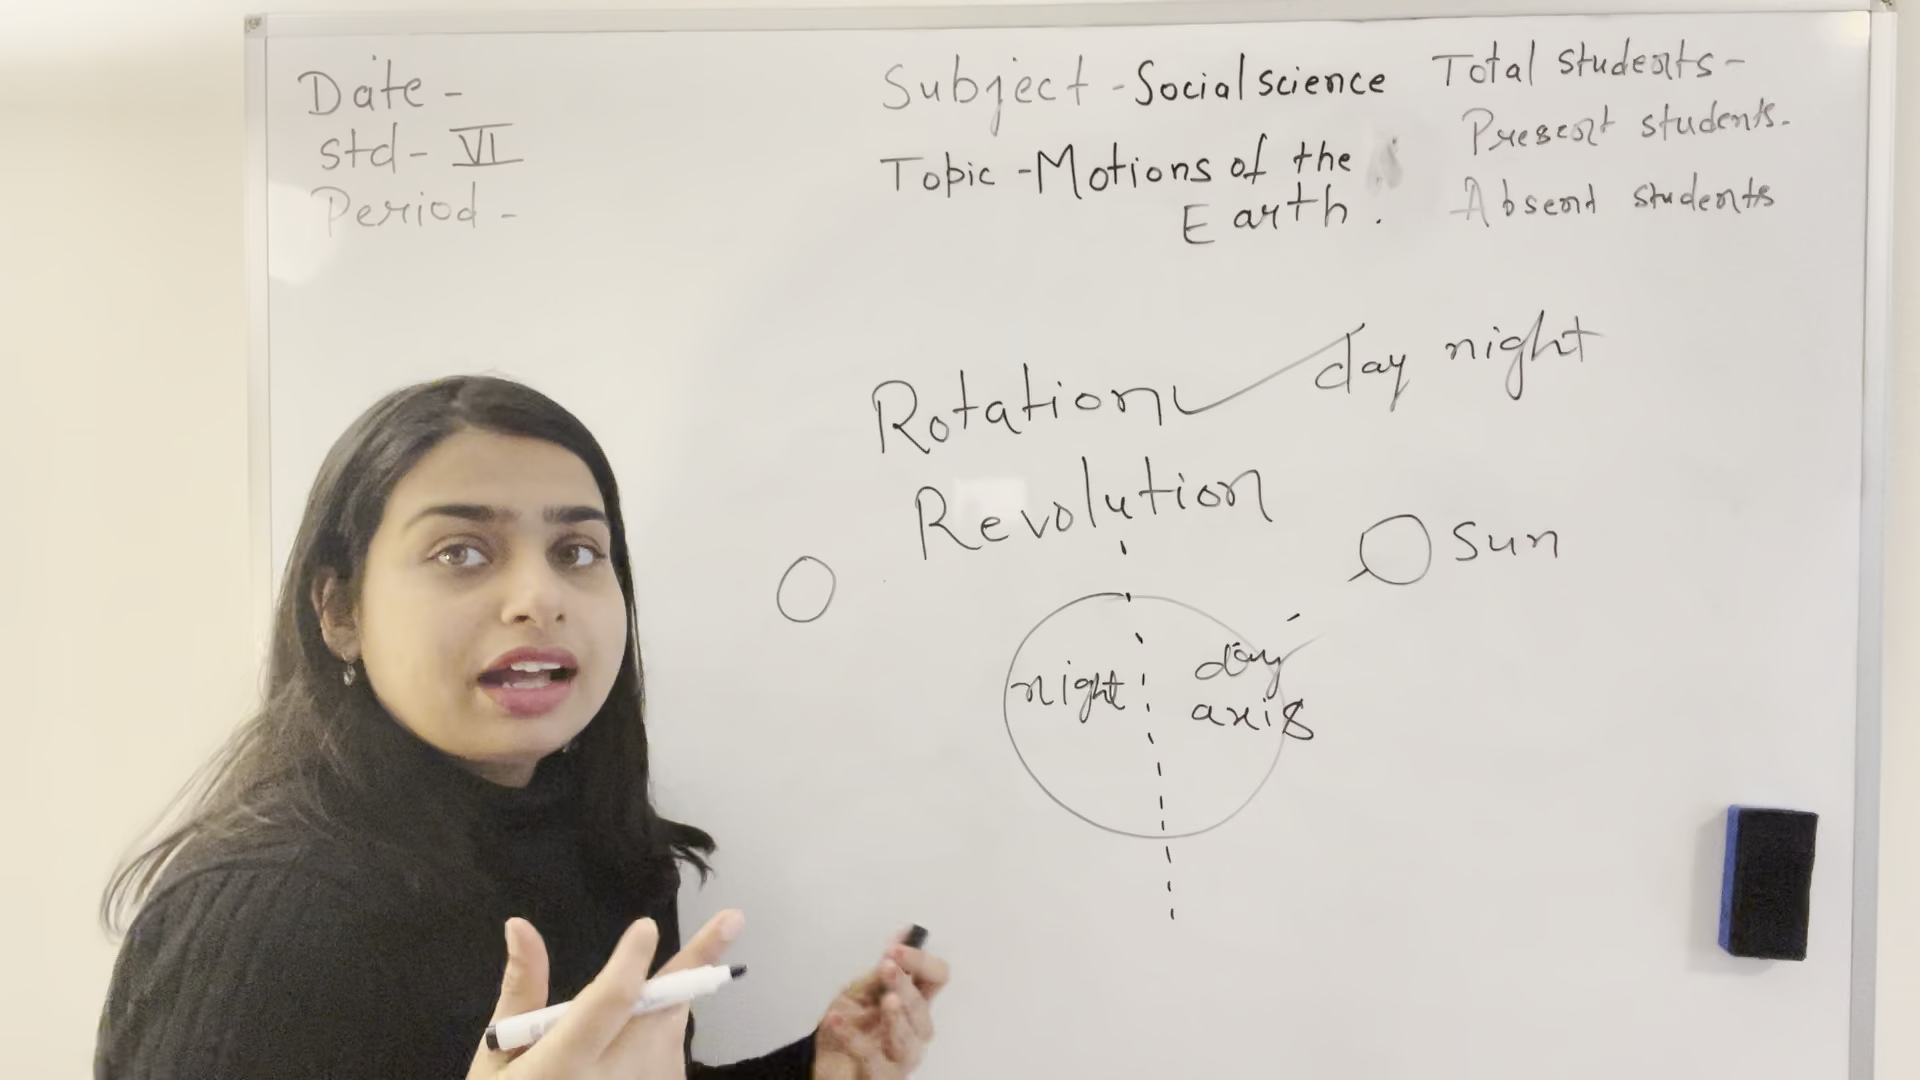 Date -
Std - VI
Period -
Subject - Social science
Topic - Motions of the
Earth.
Total students -
Present students -
Absent students
Rotation
day night
Revolution
Sun
night
day
axis